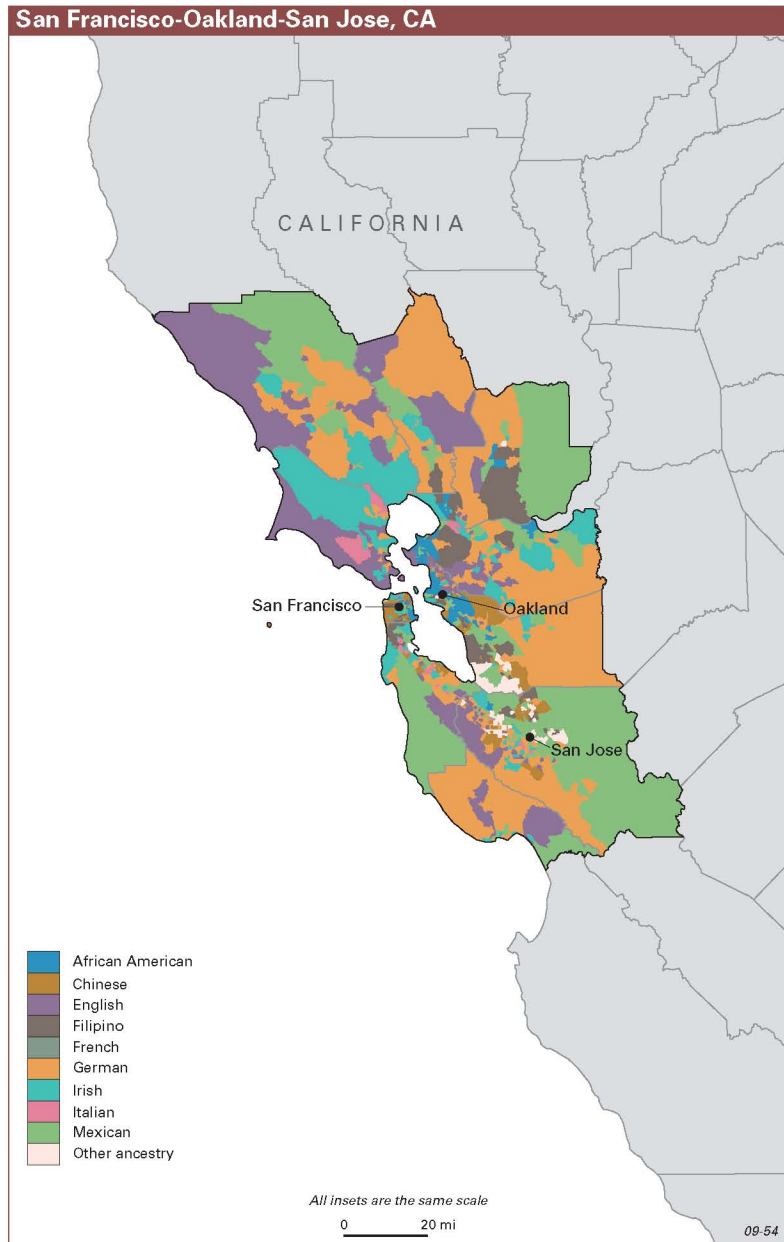 San Francisco-Oakland-San Jose, CA
CALIFORNIA
San Francisco
Oakland
San Jose
African American
Chinese
English
Filipino
French
German
Irish
Italian
Mexican
Other ancestry
All insets are the same scale
0 20 mi
09-54